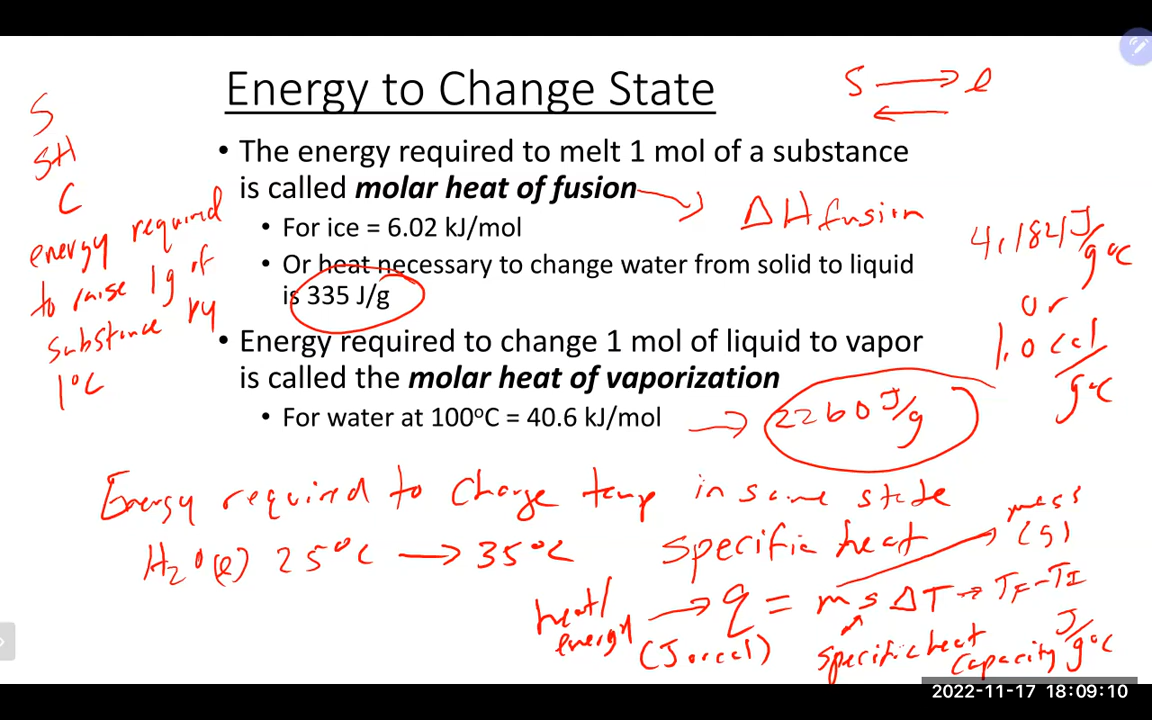 Energy to Change State
S → l
←
S
SH
C
energy required
to raise 1g of
substance by
1°C
• The energy required to melt 1 mol of a substance
is called molar heat of fusion → ΔHfusion
• For ice = 6.02 kJ/mol
• Or heat necessary to change water from solid to liquid
is 335 J/g
4.184 J/g°C
or
1.0 cal/g°C
• Energy required to change 1 mol of liquid to vapor
is called the molar heat of vaporization
• For water at 100°C = 40.6 kJ/mol → 2260 J/g
Energy required to change temp in same state
H2O(l) 25°C → 35°C
specific heat
mass
(g)
heat/
energy → q = m s ΔT → TF-TI
(J or cal)
specific heat
capacity J/g°C
2022-11-17 18:09:10